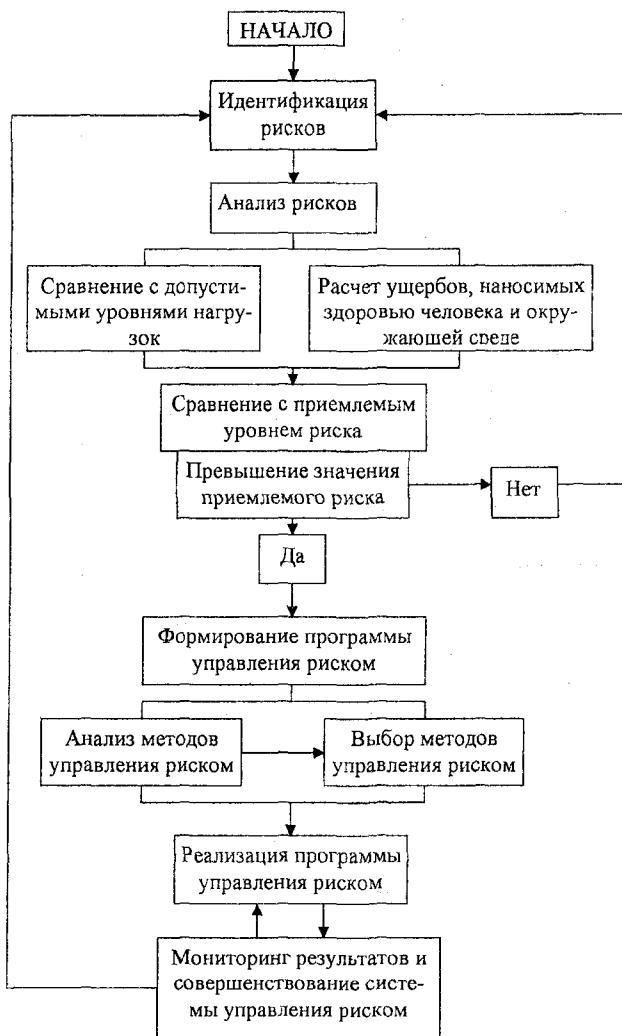 НАЧАЛО
Идентификация
рисков
Анализ рисков
Сравнение с допусти-
мыми уровнями нагру-
зок
Расчет ущербов, наносимых
здоровью человека и окру-
жающей среде
Сравнение с приемлемым
уровнем риска
Превышение значения
приемлемого риска
Нет
Да
Формирование программы
управления риском
Анализ методов
управления риском
Выбор методов
управления риском
Реализация программы
управления риском
Мониторинг результатов и
совершенствование систе-
мы управления риском